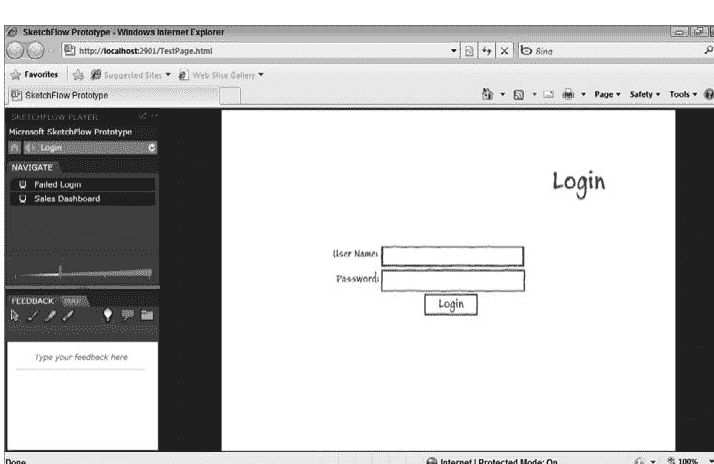 SketchFlow Prototype - Windows Internet Explorer
http://localhost:2901/TestPage.html
Bing
Favorites Suggested Sites Web Slice Gallery
SketchFlow Prototype
Page Safety Tools
SKETCHFLOW PLAYER
Microsoft SketchFlow Prototype
Login
NAVIGATE
Failed Login
Sales Dashboard
FEEDBACK MAP
Type your feedback here
Login
User Name:
Password:
Login
Done
Internet | Protected Mode: On
100%